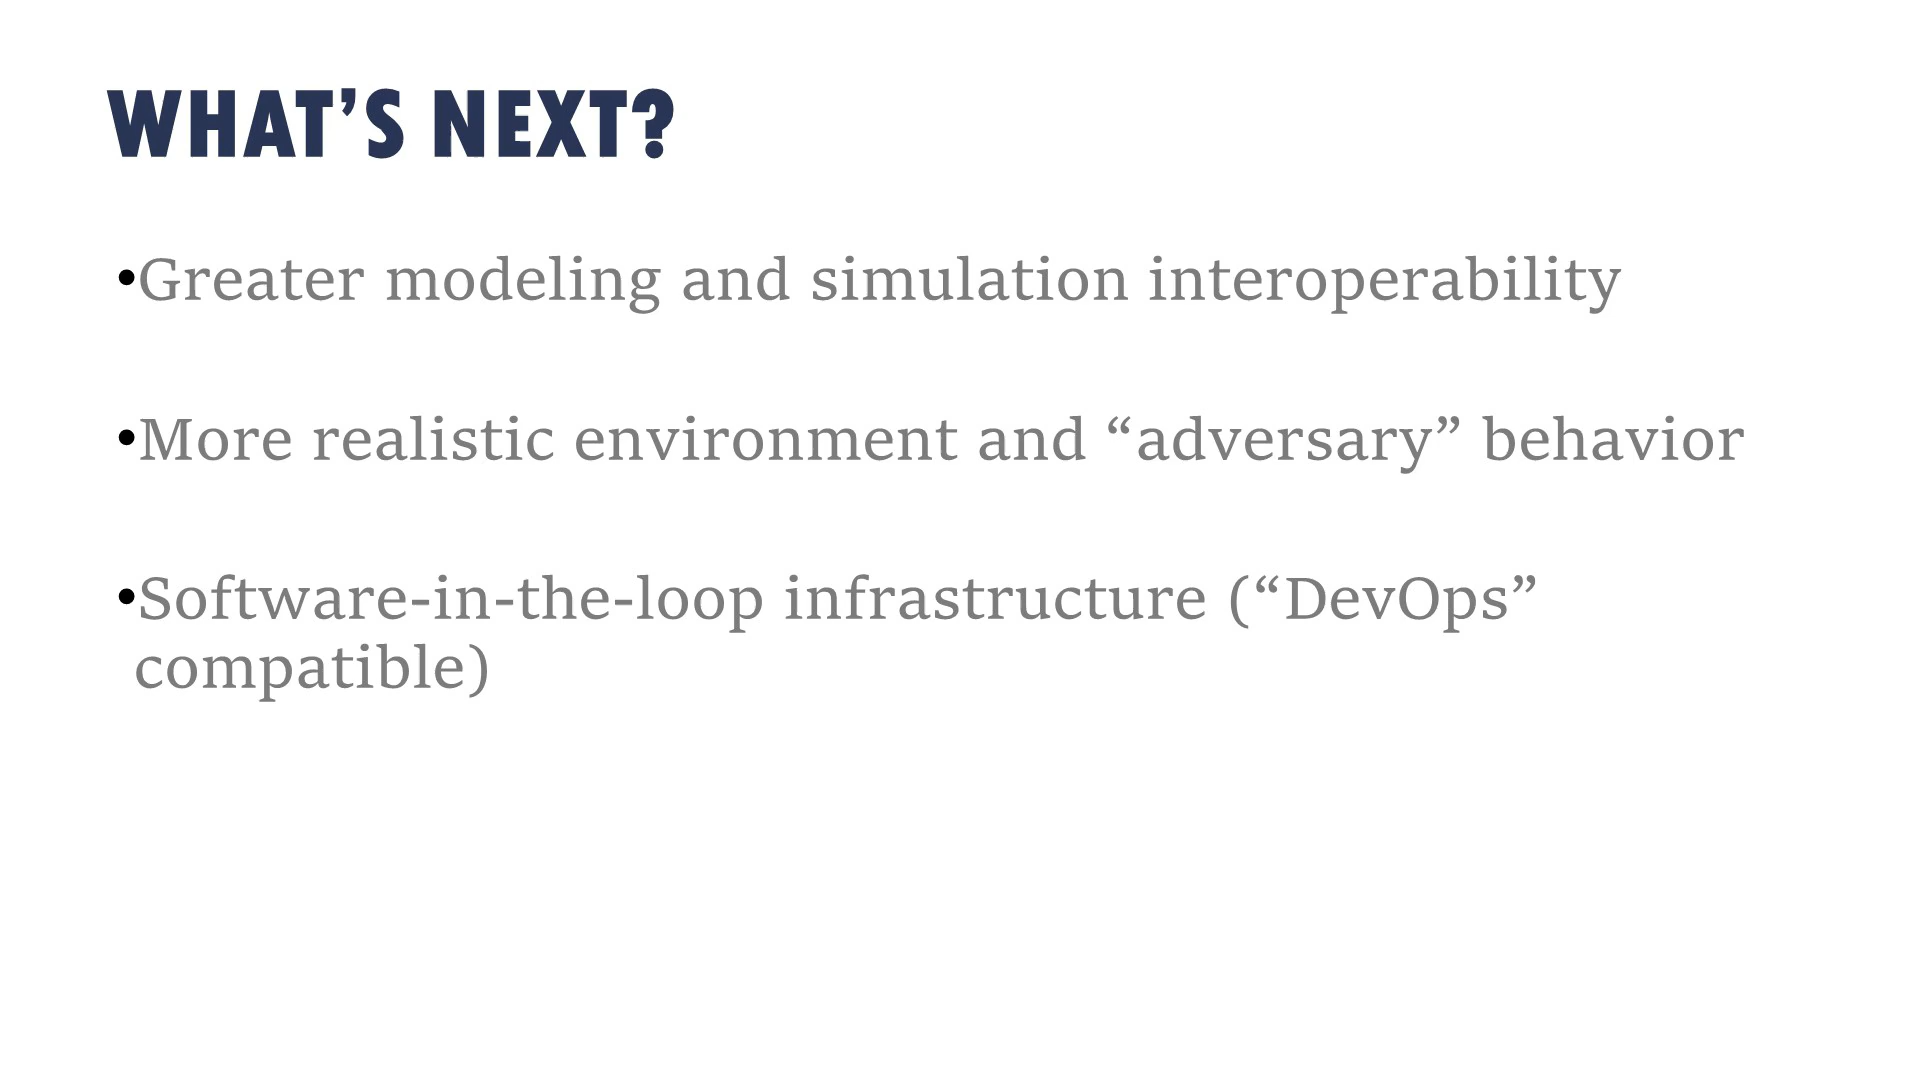 WHAT’S NEXT?
•Greater modeling and simulation interoperability
•More realistic environment and “adversary” behavior
•Software-in-the-loop infrastructure (“DevOps”
compatible)